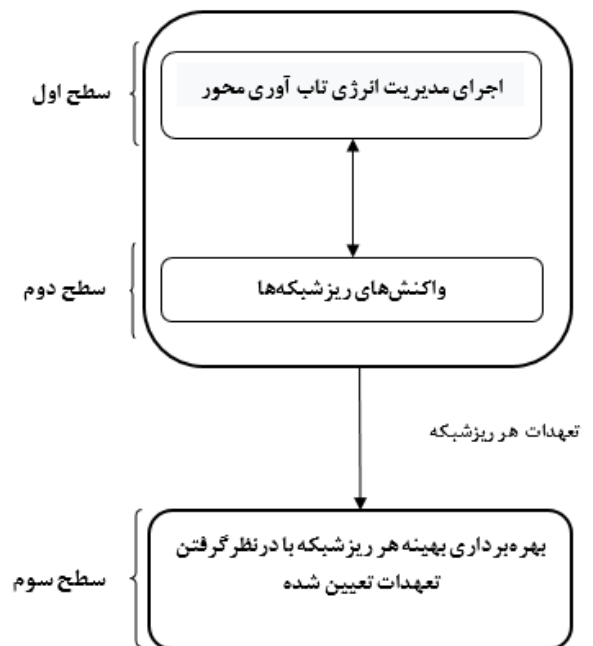 سطح اول
اجرای مدیریت انرژی تاب آوری محور
سطح دوم
واکنش‌های ریزشبکه‌ها
تعهدات هر ریزشبکه
سطح سوم
بهره‌برداری بهینه هر ریزشبکه با درنظرگرفتن
تعهدات تعیین شده